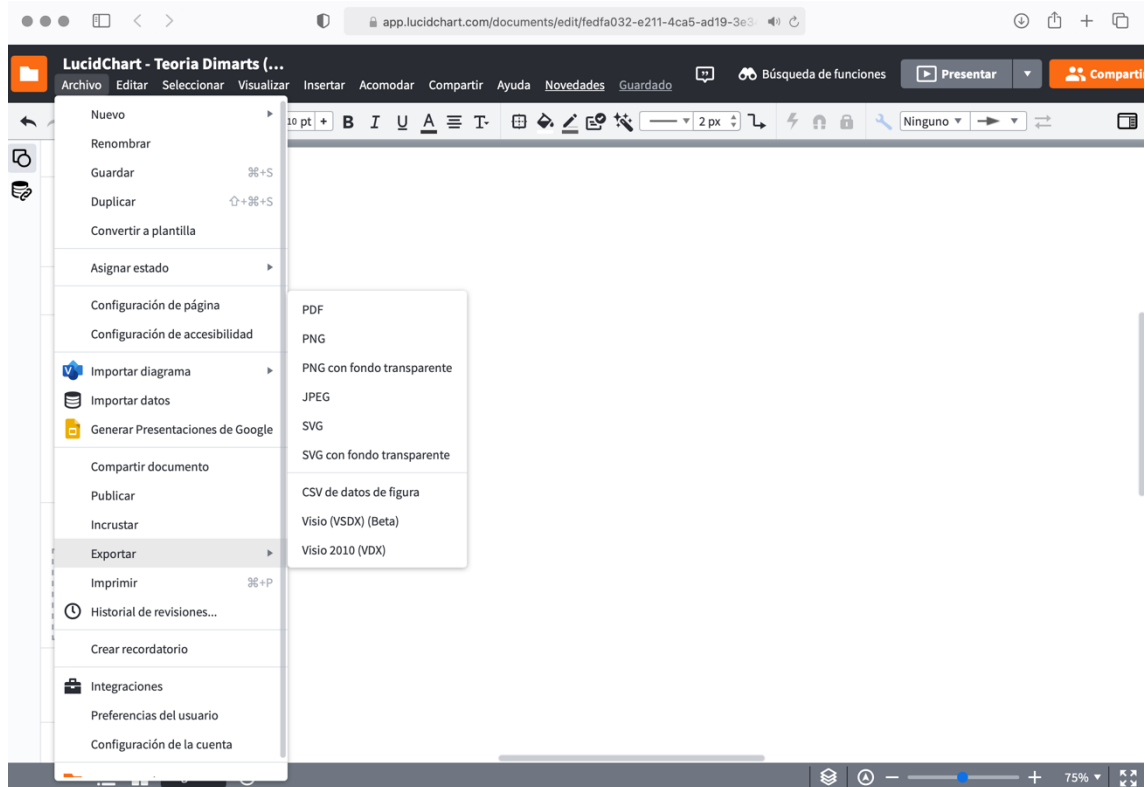 app.lucidchart.com/documents/edit/fedfa032-e211-4ca5-ad19-3e3
LucidChart - Teoria Dimarts (...
Archivo Editar Seleccionar Visualizar Insertar Acomodar Compartir Ayuda Novedades Guardado
Búsqueda de funciones
Presentar
Comparti
10 pt + B I U A T 2 px Ninguno
Nuevo
Renombrar
Guardar ⌘+S
Duplicar ⇧+⌘+S
Convertir a plantilla
Asignar estado
Configuración de página
Configuración de accesibilidad
Importar diagrama
Importar datos
Generar Presentaciones de Google
Compartir documento
Publicar
Incrustar
Exportar
Imprimir ⌘+P
Historial de revisiones...
Crear recordatorio
Integraciones
Preferencias del usuario
Configuración de la cuenta
PDF
PNG
PNG con fondo transparente
JPEG
SVG
SVG con fondo transparente
CSV de datos de figura
Visio (VSDX) (Beta)
Visio 2010 (VDX)
75%